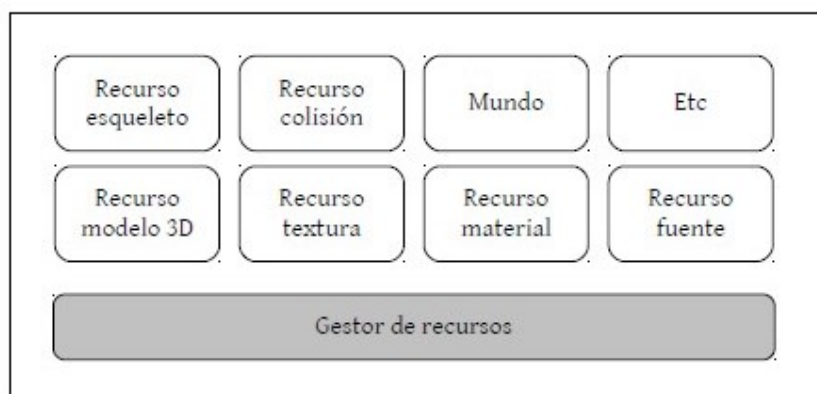 Recurso
esqueleto
Recurso
colisión
Mundo
Etc
Recurso
modelo 3D
Recurso
textura
Recurso
material
Recurso
fuente
Gestor de recursos